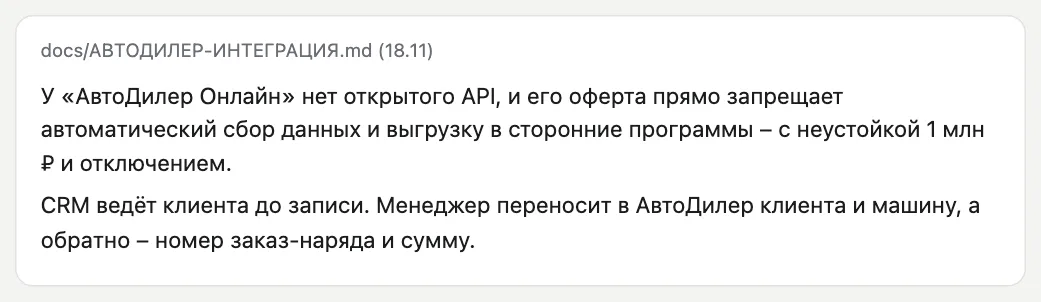 docs/АВТОДИЛЕР-ИНТЕГРАЦИЯ.md (18.11)
У «АвтоДилер Онлайн» нет открытого API, и его оферта прямо запрещает
автоматический сбор данных и выгрузку в сторонние программы – с неустойкой 1 млн
₽ и отключением.
CRM ведёт клиента до записи. Менеджер переносит в АвтоДилер клиента и машину, а
обратно – номер заказ-наряда и сумму.